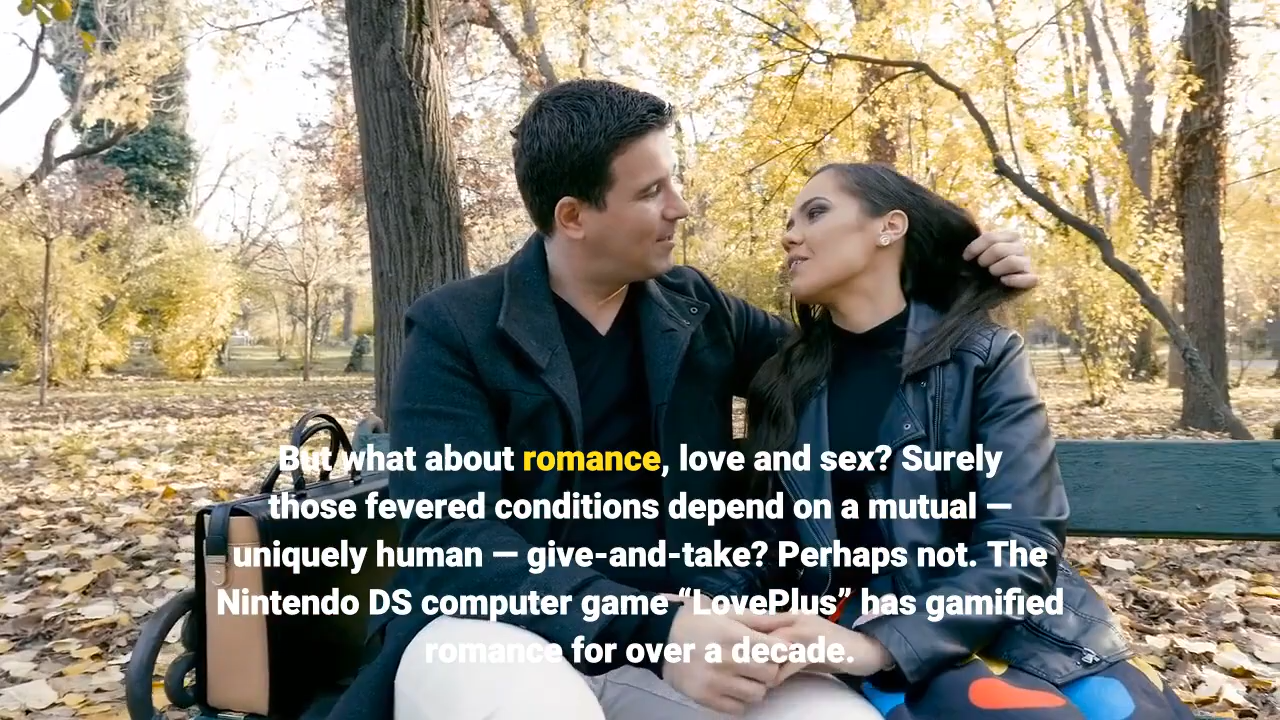 But what about romance, love and sex? Surely
those fevered conditions depend on a mutual —
uniquely human — give-and-take? Perhaps not. The
Nintendo DS computer game “LovePlus” has gamified
romance for over a decade.